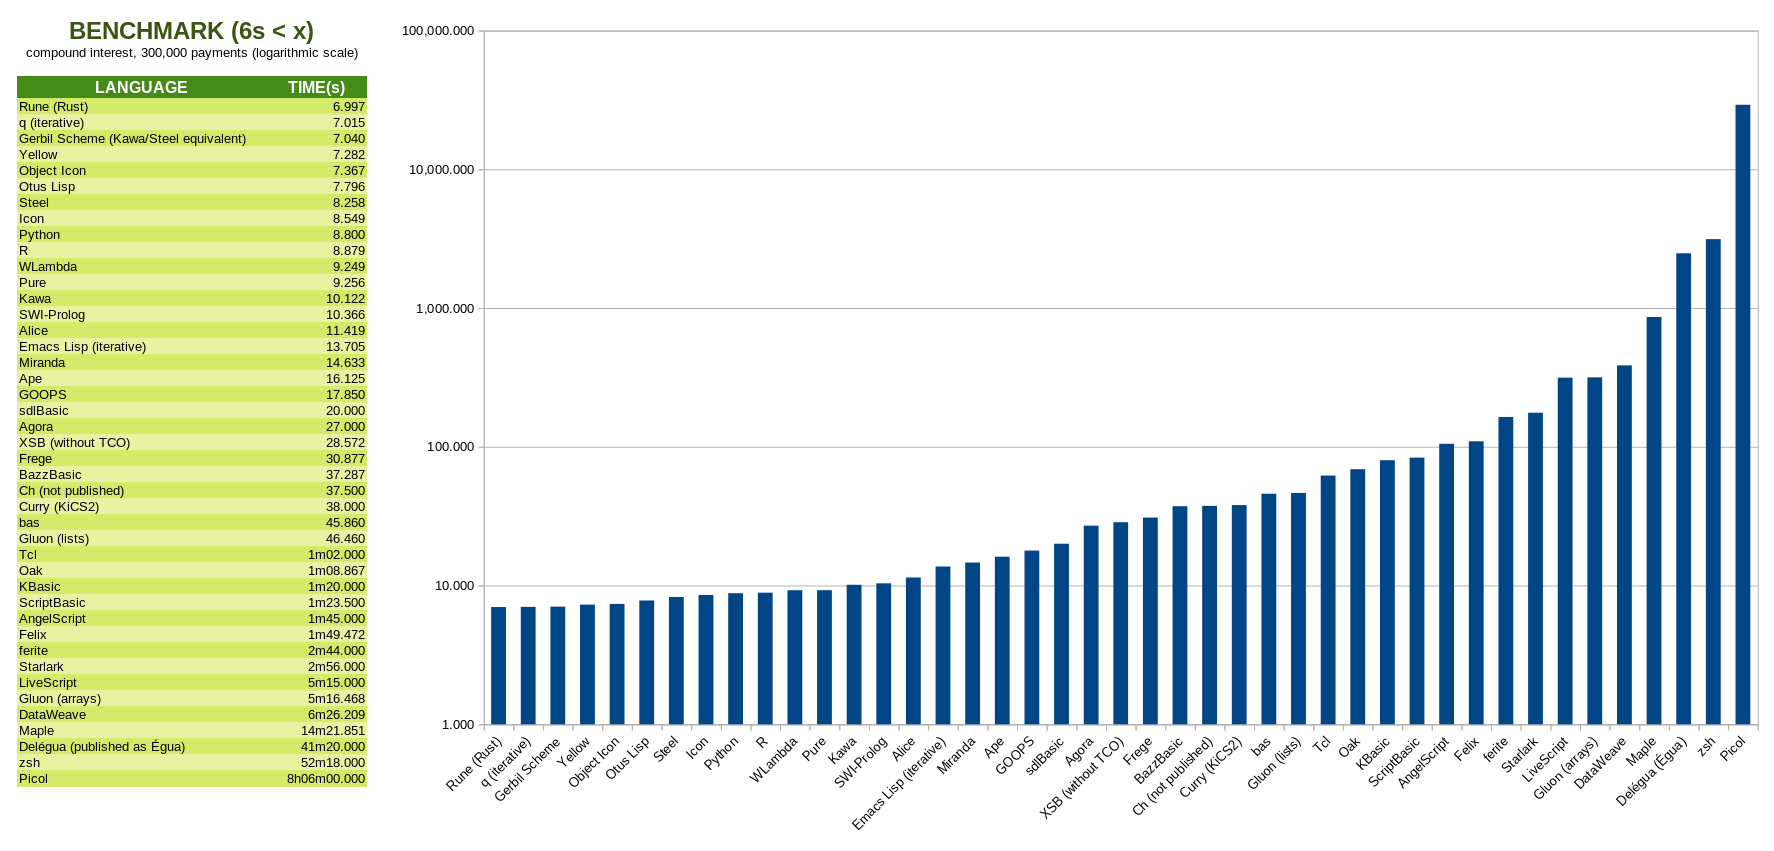 BENCHMARK (6s < x)
compound interest, 300,000 payments (logarithmic scale)
LANGUAGE TIME(s)
Rune (Rust) 6.997
q (iterative) 7.015
Gerbil Scheme (Kawa/Steel equivalent) 7.040
Yellow 7.282
Object Icon 7.367
Otus Lisp 7.796
Steel 8.258
Icon 8.549
Python 8.800
R 8.879
WLambda 9.249
Pure 9.256
Kawa 10.122
SWI-Prolog 10.366
Alice 11.419
Emacs Lisp (iterative) 13.705
Miranda 14.633
Ape 16.125
GOOPS 17.850
sdlBasic 20.000
Agora 27.000
XSB (without TCO) 28.572
Frege 30.877
BazzBasic 37.287
Ch (not published) 37.500
Curry (KiCS2) 38.000
bas 45.860
Gluon (lists) 46.460
Tcl 1m02.000
Oak 1m08.867
KBasic 1m20.000
ScriptBasic 1m23.500
AngelScript 1m45.000
Felix 1m49.472
ferite 2m44.000
Starlark 2m56.000
LiveScript 5m15.000
Gluon (arrays) 5m16.468
DataWeave 6m26.209
Maple 14m21.851
Delégua (published as Égua) 41m20.000
zsh 52m18.000
Picol 8h06m00.000
100,000.000
10,000.000
1,000.000
100.000
10.000
1.000
Rune (Rust)
q (iterative)
Gerbil Scheme
Yellow
Object Icon
Otus Lisp
Steel
Icon
Python
R
WLambda
Pure
Kawa
SWI-Prolog
Alice
Emacs Lisp (iterative)
Miranda
Ape
GOOPS
sdlBasic
Agora
XSB (without TCO)
Frege
BazzBasic
Ch (not published)
Curry (KiCS2)
bas
Gluon (lists)
Tcl
Oak
KBasic
ScriptBasic
AngelScript
Felix
ferite
Starlark
LiveScript
Gluon (arrays)
DataWeave
Maple
Delégua (Égua)
zsh
Picol